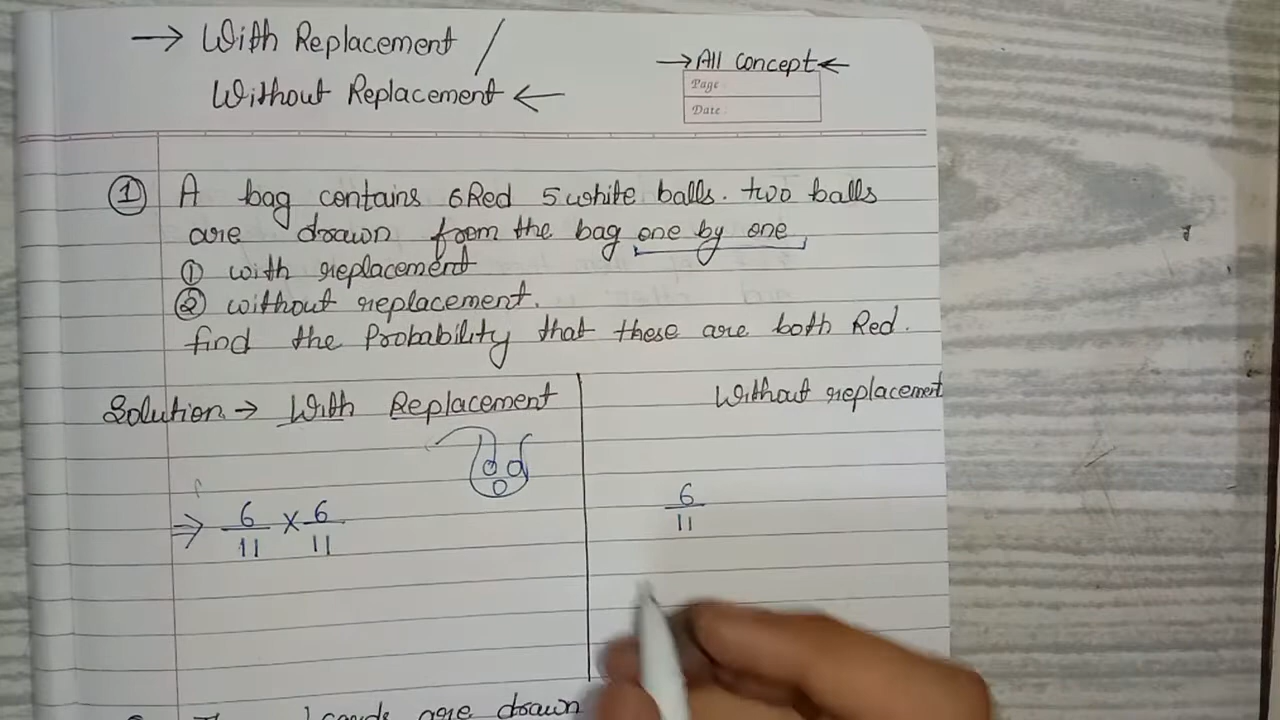 → With Replacement /
Without Replacement ←
→ All concept ←
Page
Date
① A bag contains 6 Red 5 white balls. two balls
are drawn from the bag one by one
① with replacement
② without replacement.
find the Probability that these are both Red.
Solution → With Replacement
Without replacement
⇒ 6/11 × 6/11
6/11
cards are drawn